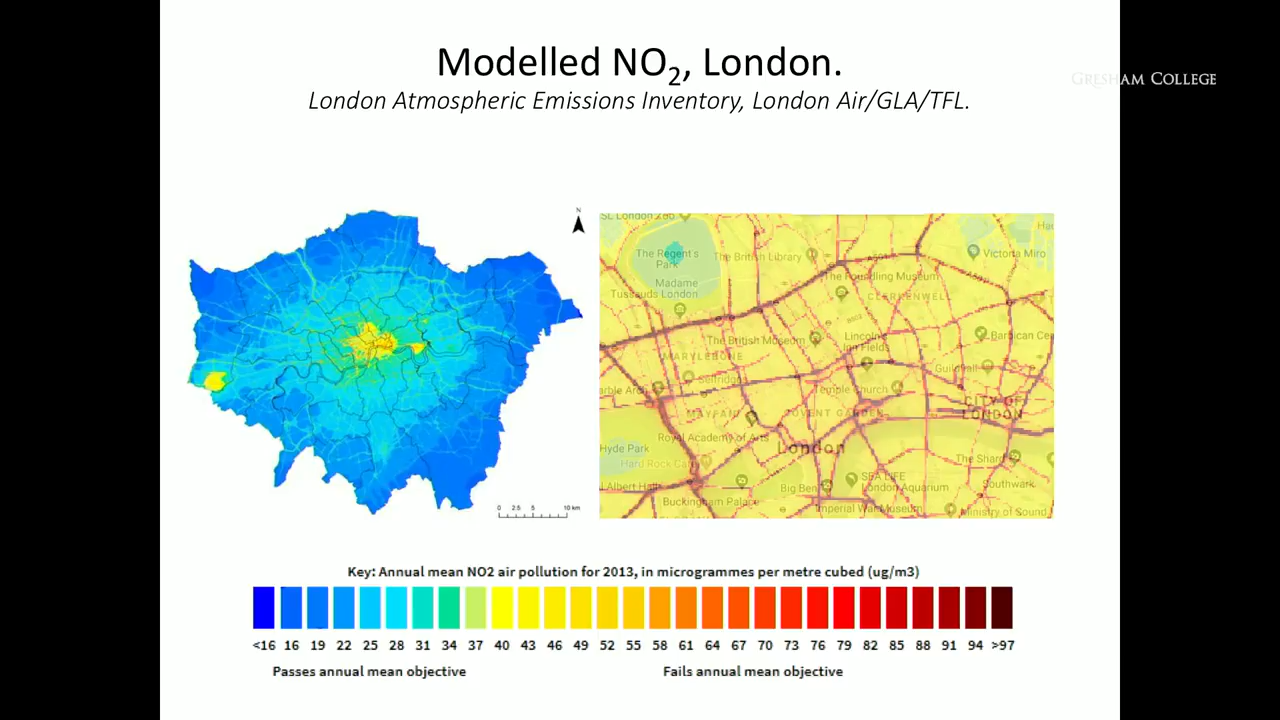 Modelled NO₂, London.
London Atmospheric Emissions Inventory, London Air/GLA/TFL.
GRESHAM COLLEGE
N
0 2.5 5 10 km
SL London Zoo
The Regent's
Park
The British Library
Victoria Miro
Madame
Tussauds London
The Foundling Museum
CLERKENWELL
The British Museum
Lincoln's
Inn Fields
Barbican Cen
MARYLEBONE
Guildhall
Selfridges
arble Arch
Temple Church
CITY OF
LONDON
MAYFAIR
COVENT GARDEN
Royal Academy of Arts
Hyde Park
London
The Shard
Hard Rock Cafe
l Albert Hall
Big Ben
SEA LIFE
London Aquarium
Southwark
Buckingham Palace
Imperial War Museum
Ministry of Sound
Key: Annual mean NO2 air pollution for 2013, in microgrammes per metre cubed (ug/m3)
<16 16 19 22 25 28 31 34 37 40 43 46 49 52 55 58 61 64 67 70 73 76 79 82 85 88 91 94 >97
Passes annual mean objective
Fails annual mean objective